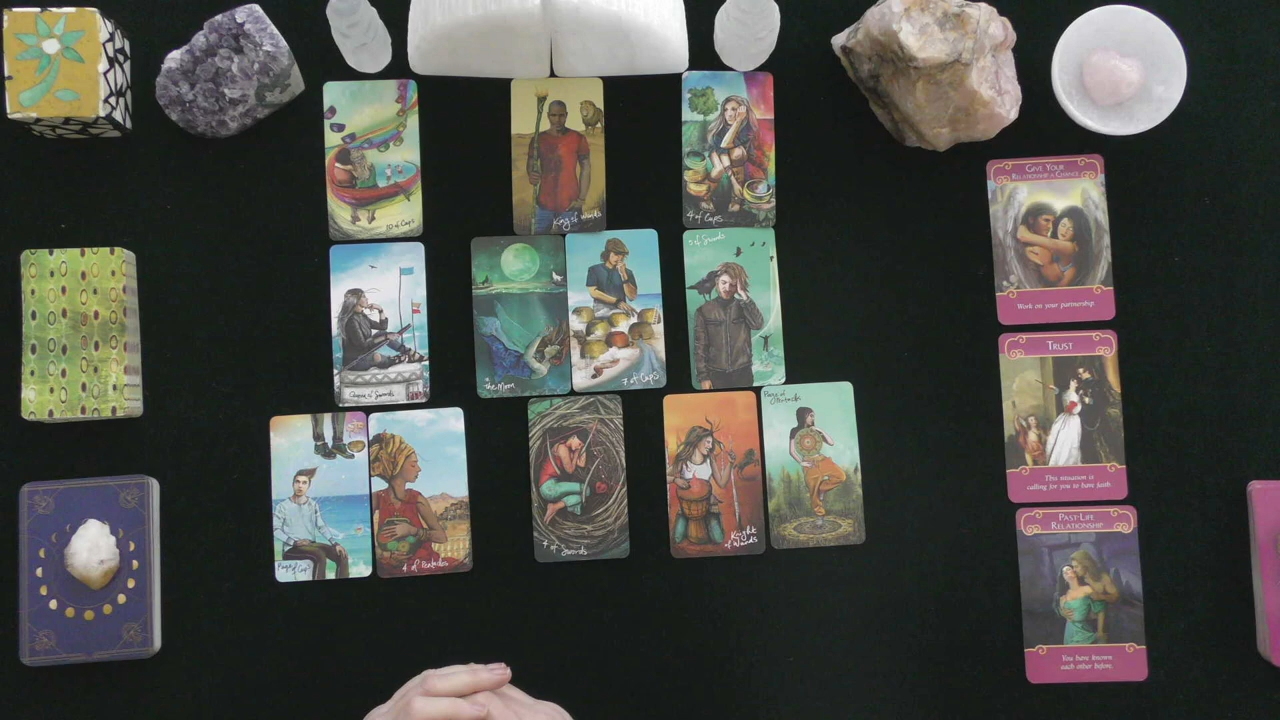 10 of Cups
King of Wands
4 of Cups
Queen of Swords
the Moon
7 of Cups
5 of Swords
Page of Cups
4 of Pentacles
of Swords
Knight
of Wands
Page of
Pentacles
GIVE YOUR
RELATIONSHIP A CHANCE
Work on your partnership.
TRUST
This situation is
calling for you to have faith.
PAST-LIFE
RELATIONSHIP
You have known
each other before.